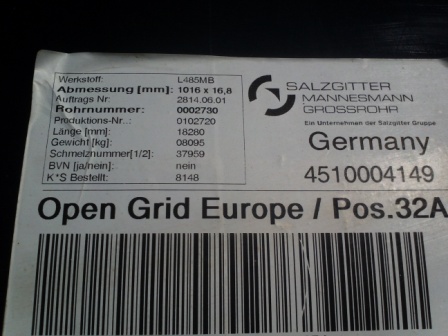 Werkstoff: L485MB
Abmessung [mm]: 1016 x 16,8
Auftrags Nr: 2814.06.01
Rohrnummer: 0002730
Produktions-Nr..: 0102720
Länge [mm]: 18280
Gewicht [kg]: 08095
Schmelznummer[1/2]: 37959
BVN [ja/nein]: nein
K*S Bestellt: 8148
SALZGITTER
MANNESMANN
GROSSROHR
Ein Unternehmen der Salzgitter Gruppe
Germany
4510004149
Open Grid Europe / Pos.32A